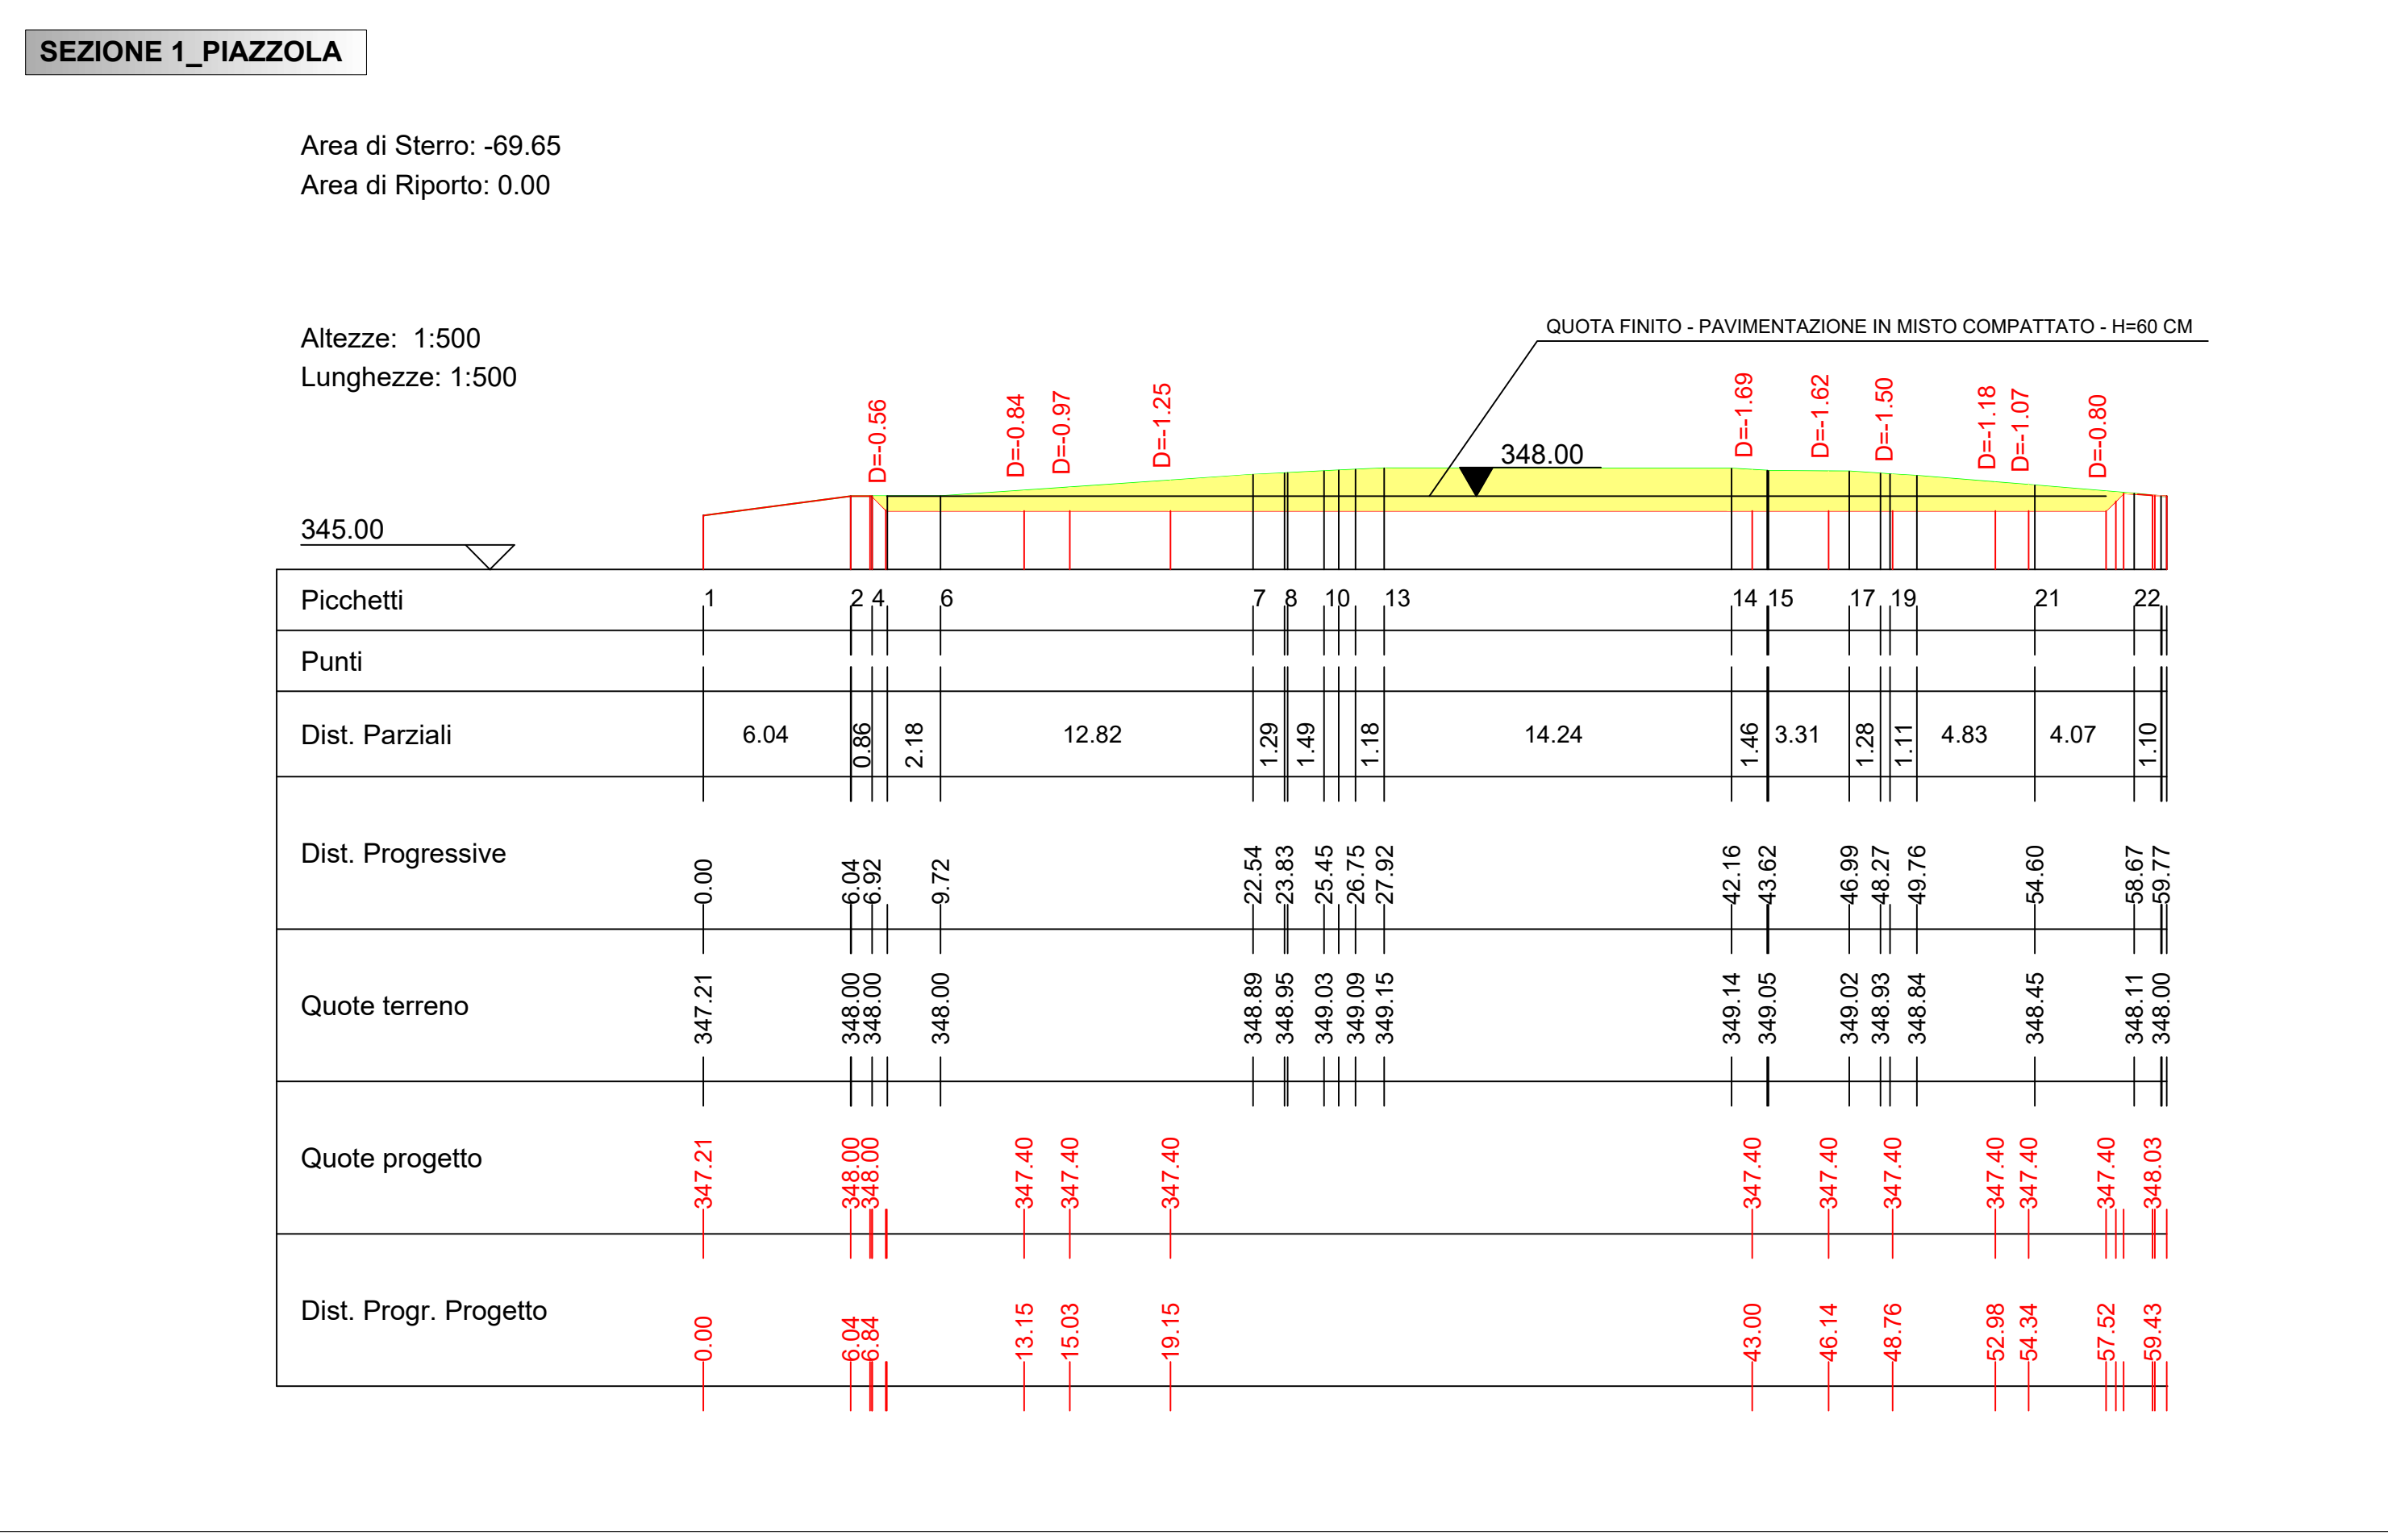 SEZIONE 1_PIAZZOLA
Area di Sterro: -69.65
Area di Riporto: 0.00
Altezze: 1:500
Lunghezze: 1:500
QUOTA FINITO - PAVIMENTAZIONE IN MISTO COMPATTATO - H=60 CM
D=-0.56 D=-0.84 D=-0.97 D=-1.25 D=-1.69 D=-1.62 D=-1.50 D=-1.18 D=-1.07 D=-0.80
348.00
345.00
Picchetti 1 2 4 6 7 8 10 13 14 15 17 19 21 22
Punti
Dist. Parziali 6.04 0.86 2.18 12.82 1.29 1.49 1.18 14.24 1.46 3.31 1.28 1.11 4.83 4.07 1.10
Dist. Progressive 0.00 6.04 6.92 9.72 22.54 23.83 25.45 26.75 27.92 42.16 43.62 46.99 48.27 49.76 54.60 58.67 59.77
Quote terreno 347.21 348.00 348.00 348.00 348.89 348.95 349.03 349.09 349.15 349.14 349.05 349.02 348.93 348.84 348.45 348.11 348.00
Quote progetto 347.21 348.00 348.00 347.40 347.40 347.40 347.40 347.40 347.40 347.40 347.40 347.40 348.03
Dist. Progr. Progetto 0.00 6.04 6.84 13.15 15.03 19.15 43.00 46.14 48.76 52.98 54.34 57.52 59.43